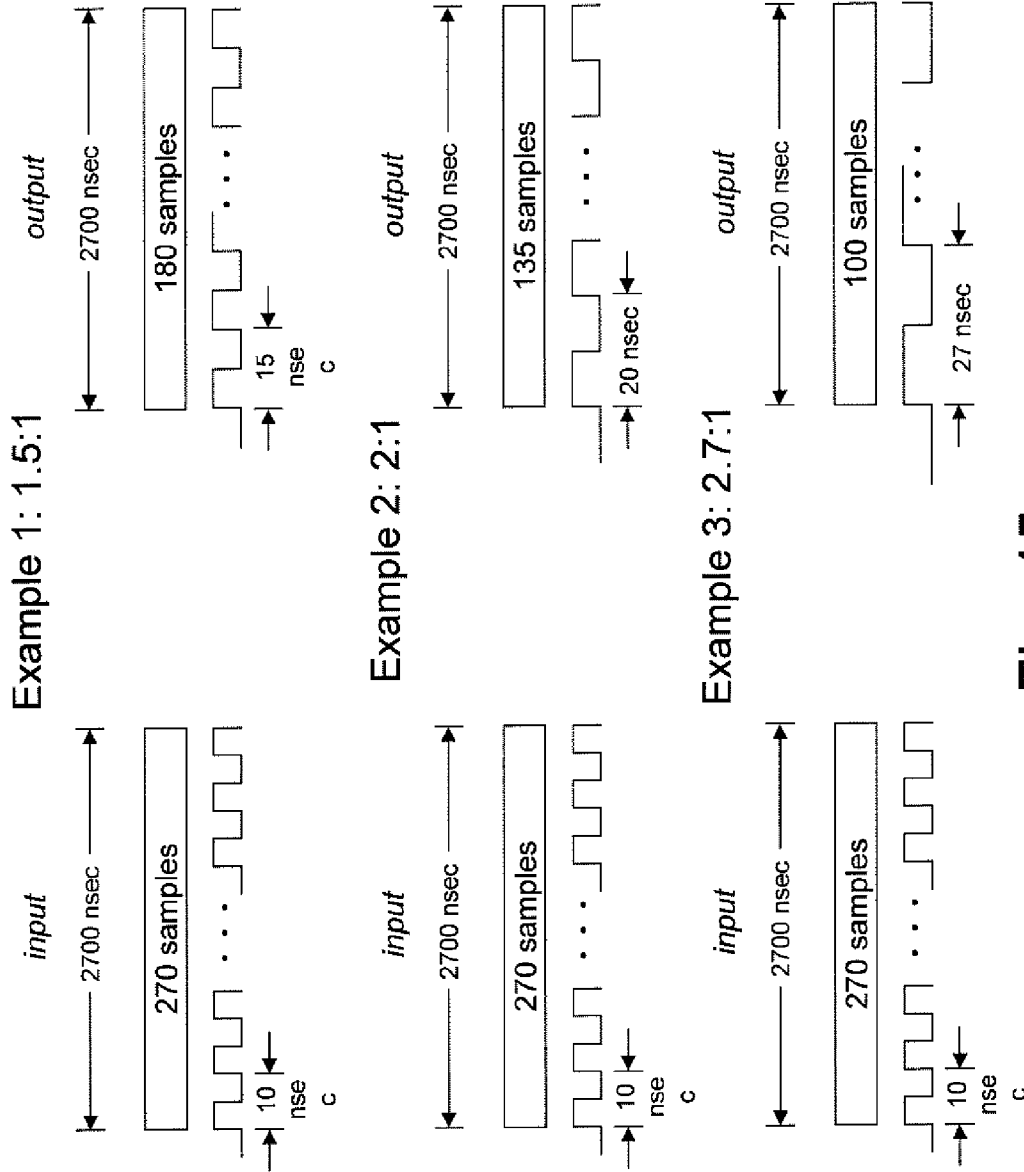 Example 1: 1.5:1
input
output
2700 nsec
2700 nsec
270 samples
180 samples
10
nse
c
15
nse
c
Example 2: 2:1
input
output
2700 nsec
2700 nsec
270 samples
135 samples
10
nse
c
20 nsec
Example 3: 2.7:1
input
output
2700 nsec
2700 nsec
270 samples
100 samples
10
nse
c
27 nsec